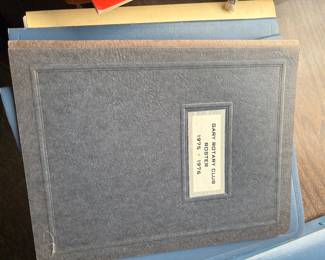 GARY ROTARY CLUB
ROSTER
1975 - 1976